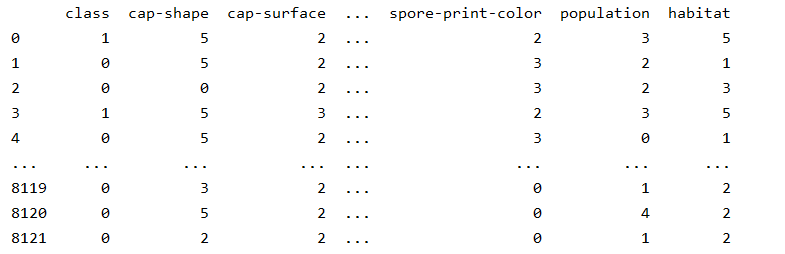 class cap-shape cap-surface ... spore-print-color population habitat
0 1 5 2 ... 2 3 5
1 0 5 2 ... 3 2 1
2 0 0 2 ... 3 2 3
3 1 5 3 ... 2 3 5
4 0 5 2 ... 3 0 1
... ... ... ... ... ... ... ...
8119 0 3 2 ... 0 1 2
8120 0 5 2 ... 0 4 2
8121 0 2 2 ... 0 1 2